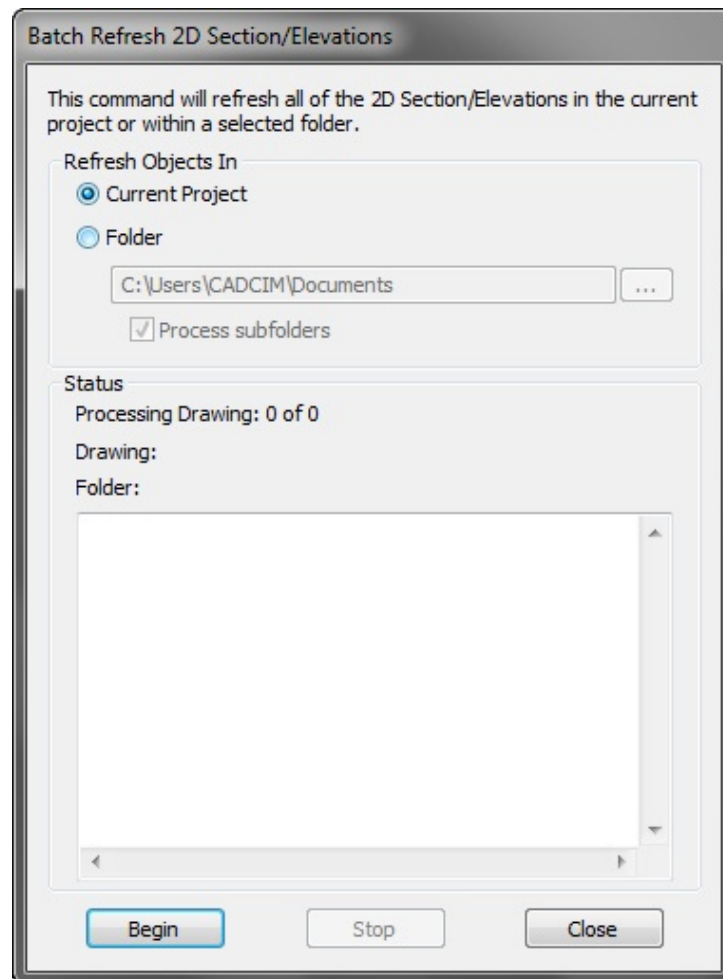 Batch Refresh 2D Section/Elevations
This command will refresh all of the 2D Section/Elevations in the current
project or within a selected folder.
Refresh Objects In
Current Project
Folder
C:\Users\CADCIM\Documents
...
Process subfolders
Status
Processing Drawing: 0 of 0
Drawing:
Folder:
Begin Stop Close